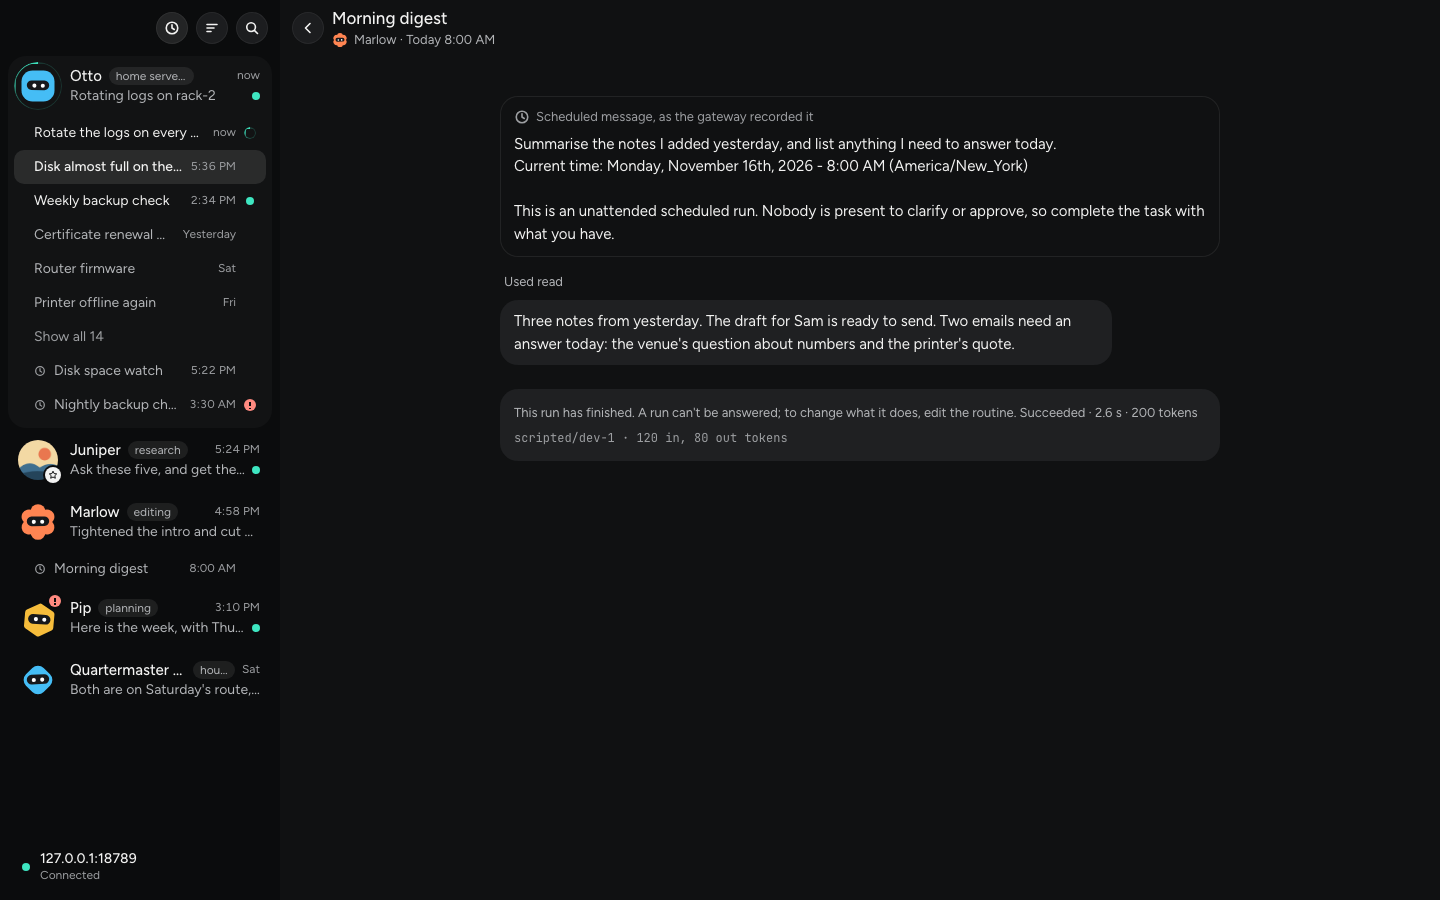 Otto home serve... now
Rotating logs on rack-2
Rotate the logs on every ... now
Disk almost full on the... 5:36 PM
Weekly backup check 2:34 PM
Certificate renewal ... Yesterday
Router firmware Sat
Printer offline again Fri
Show all 14
Disk space watch 5:22 PM
Nightly backup ch... 3:30 AM
Juniper research 5:24 PM
Ask these five, and get the...
Marlow editing 4:58 PM
Tightened the intro and cut ...
Morning digest 8:00 AM
Pip planning 3:10 PM
Here is the week, with Thu...
Quartermaster ... hou... Sat
Both are on Saturday's route,...
127.0.0.1:18789
Connected
Morning digest
Marlow · Today 8:00 AM
Scheduled message, as the gateway recorded it
Summarise the notes I added yesterday, and list anything I need to answer today.
Current time: Monday, November 16th, 2026 - 8:00 AM (America/New_York)
This is an unattended scheduled run. Nobody is present to clarify or approve, so complete the task with
what you have.
Used read
Three notes from yesterday. The draft for Sam is ready to send. Two emails need an
answer today: the venue's question about numbers and the printer's quote.
This run has finished. A run can't be answered; to change what it does, edit the routine. Succeeded · 2.6 s · 200 tokens
scripted/dev-1 · 120 in, 80 out tokens